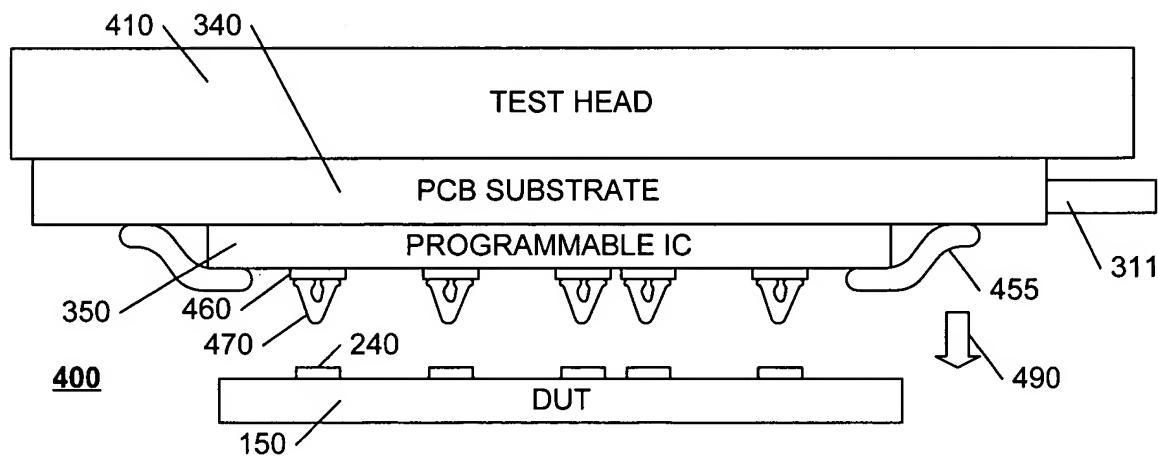 410
340
TEST HEAD
PCB SUBSTRATE
PROGRAMMABLE IC
311
350
460
455
470
240
400
490
DUT
150